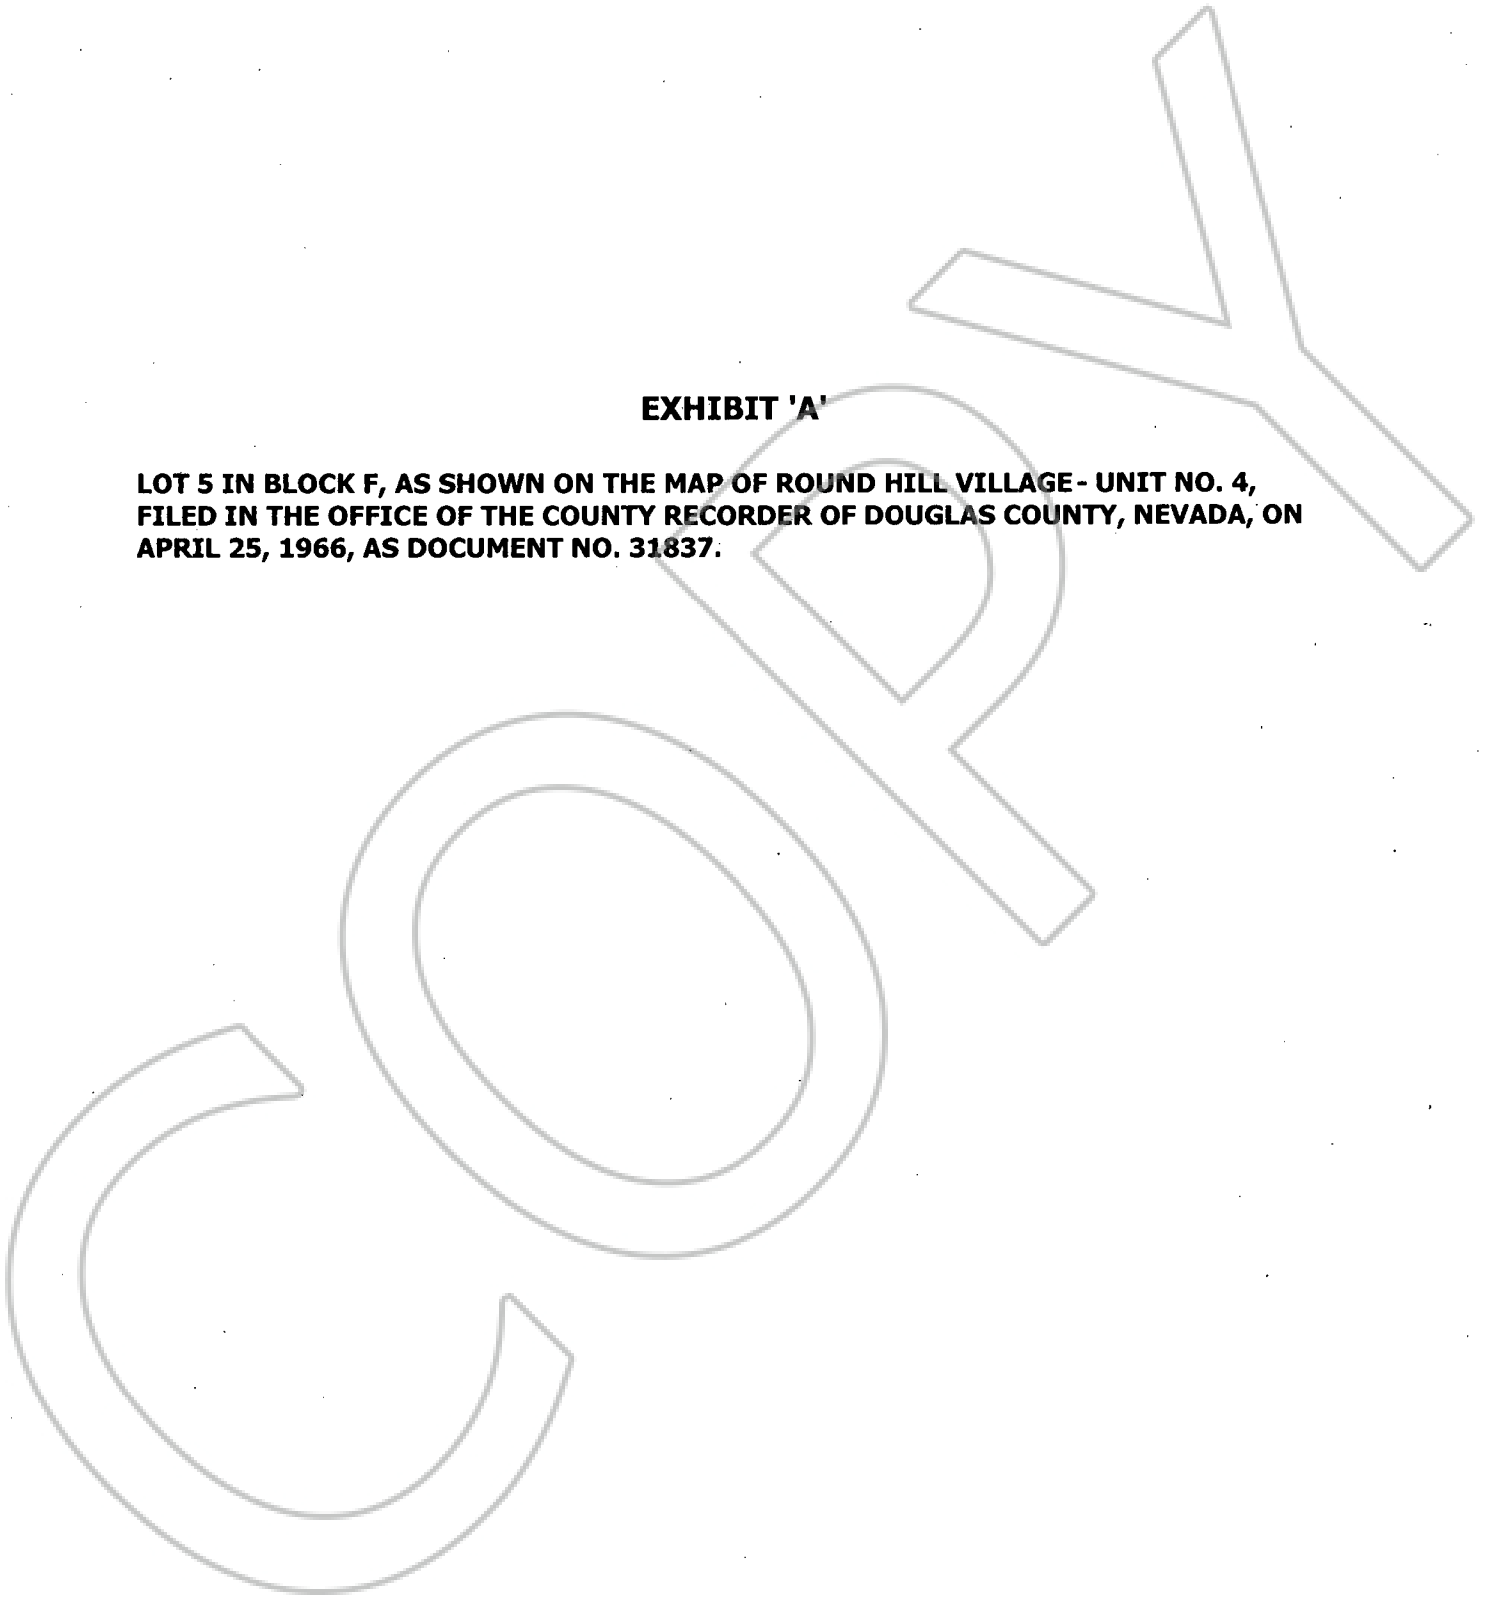 EXHIBIT 'A'
LOT 5 IN BLOCK F, AS SHOWN ON THE MAP OF ROUND HILL VILLAGE - UNIT NO. 4,
FILED IN THE OFFICE OF THE COUNTY RECORDER OF DOUGLAS COUNTY, NEVADA, ON
APRIL 25, 1966, AS DOCUMENT NO. 31837.
COPY